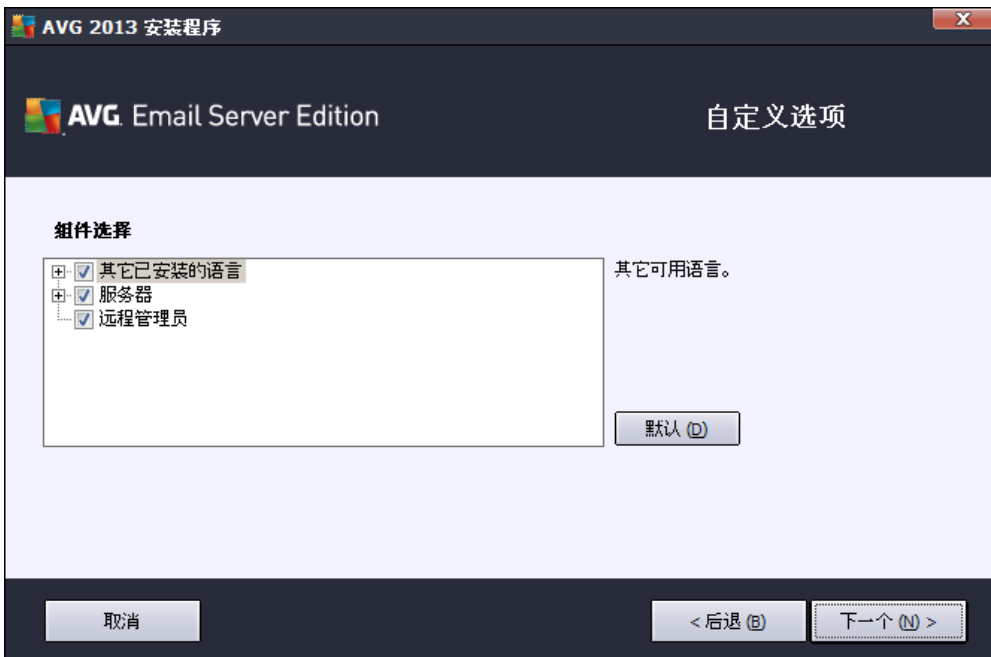 AVG 2013 安装程序
AVG. Email Server Edition
自定义选项
组件选择
其它已安装的语言
服务器
远程管理员
其它可用语言。
默认 (D)
取消
< 后退 (B)
下一个 (N) >